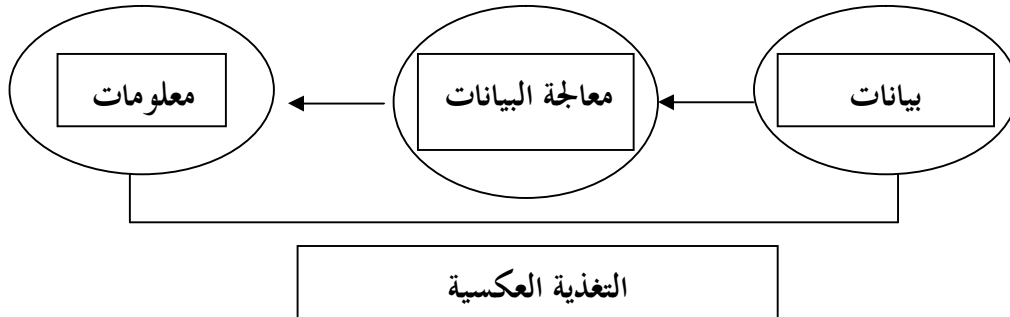 بيانات
معالجة البيانات
معلومات
التغذية العكسية